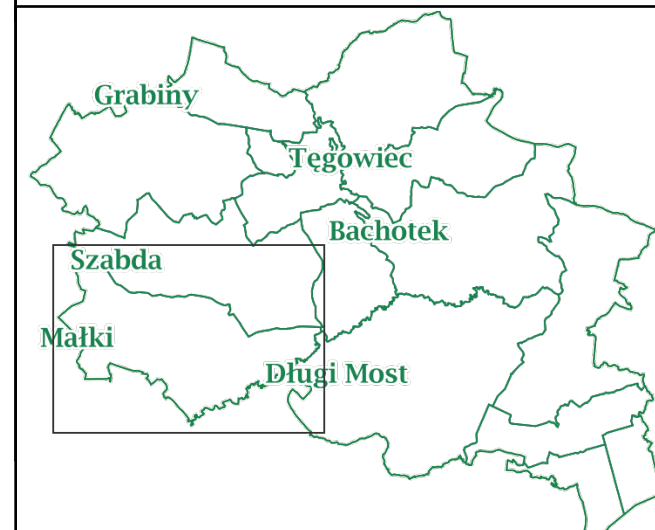 Grabiny
Tęgowiec
Bachotek
Szabda
Małki
Długi Most